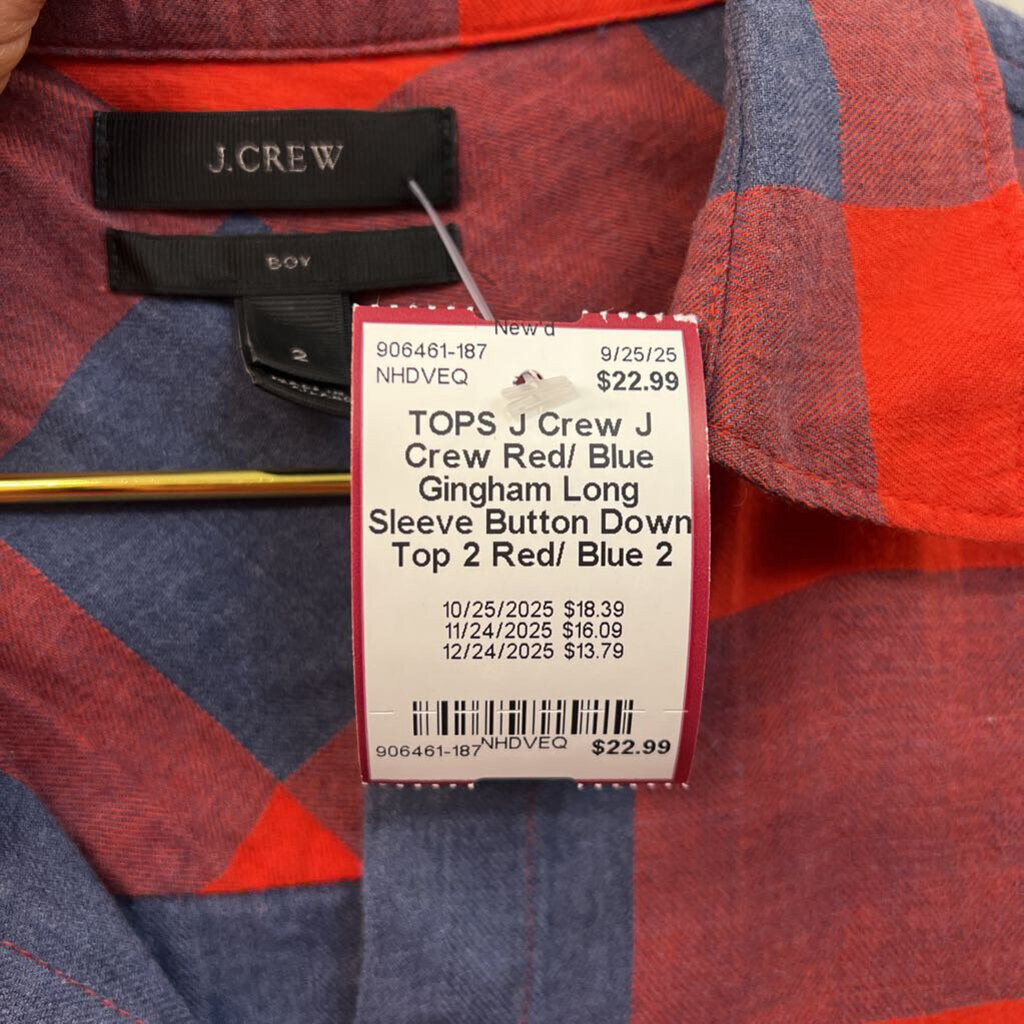 J.CREW
BOY
2
New d
906461-187 9/25/25
NHDVEQ $22.99
TOPS J Crew J
Crew Red/ Blue
Gingham Long
Sleeve Button Down
Top 2 Red/ Blue 2
10/25/2025 $18.39
11/24/2025 $16.09
12/24/2025 $13.79
906461-187 NHDVEQ $22.99